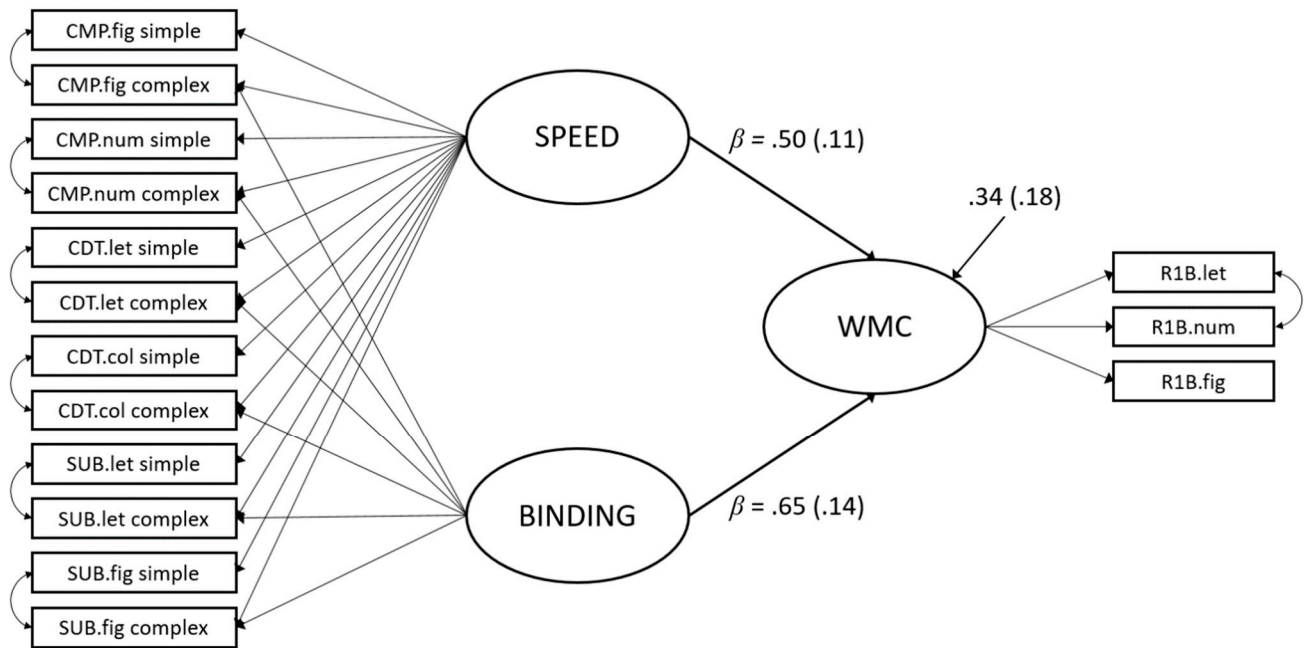 CMP.fig simple
CMP.fig complex
CMP.num simple
CMP.num complex
CDT.let simple
CDT.let complex
CDT.col simple
CDT.col complex
SUB.let simple
SUB.let complex
SUB.fig simple
SUB.fig complex
SPEED
BINDING
β = .50 (.11)
β = .65 (.14)
.34 (.18)
WMC
R1B.let
R1B.num
R1B.fig